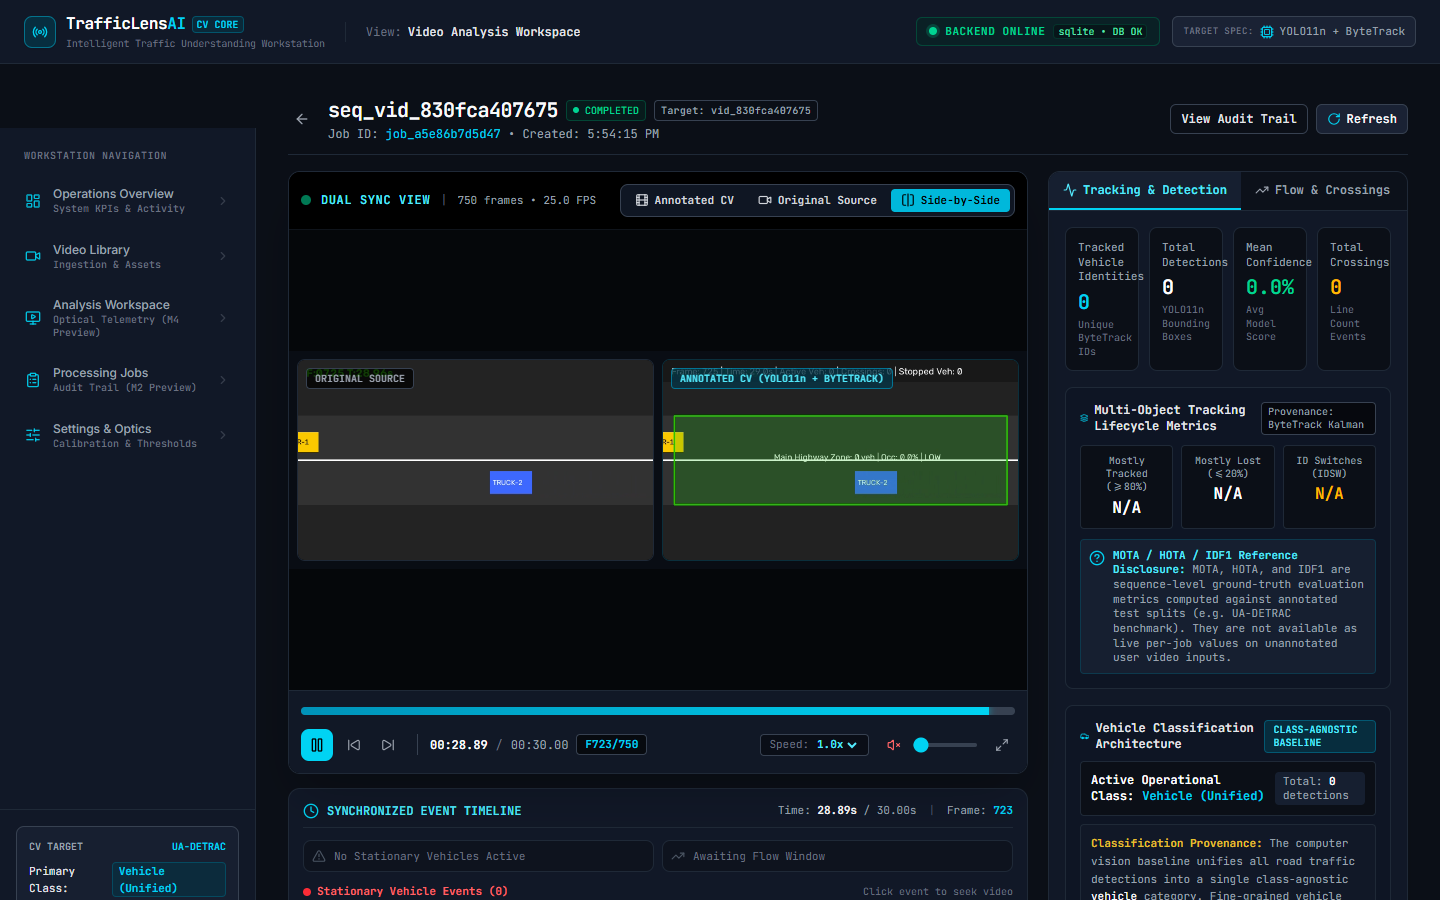 TrafficLensAI CV CORE
Intelligent Traffic Understanding Workstation
View: Video Analysis Workspace
BACKEND ONLINE sqlite • DB OK
TARGET SPEC: YOLO11n + ByteTrack
WORKSTATION NAVIGATION
Operations Overview
System KPIs & Activity
Video Library
Ingestion & Assets
Analysis Workspace
Optical Telemetry (M4
Preview)
Processing Jobs
Audit Trail (M2 Preview)
Settings & Optics
Calibration & Thresholds
CV TARGET UA-DETRAC
Primary
Class:
Vehicle
(Unified)
seq_vid_830fca407675 COMPLETED Target: vid_830fca407675
Job ID: job_a5e86b7d5d47 • Created: 5:54:15 PM
View Audit Trail
Refresh
DUAL SYNC VIEW | 750 frames • 25.0 FPS
Annotated CV
Original Source
Side-by-Side
ORIGINAL SOURCE
R-1
TRUCK-2
ANNOTATED CV (YOLO11n + BYTETRACK)
| Stopped Veh: 0
R-1
Main Highway Zone: 0 veh | Occ: 0.0% | LOW
TRUCK-2
00:28.89 / 00:30.00 F723/750
Speed: 1.0x
SYNCHRONIZED EVENT TIMELINE
Time: 28.89s / 30.00s | Frame: 723
No Stationary Vehicles Active
Awaiting Flow Window
Stationary Vehicle Events (0)
Click event to seek video
Tracking & Detection
Flow & Crossings
Tracked
Vehicle
Identities
0
Unique
ByteTrack
IDs
Total
Detections
0
YOLO11n
Bounding
Boxes
Mean
Confidence
0.0%
Avg
Model
Score
Total
Crossings
0
Line
Count
Events
Multi-Object Tracking
Lifecycle Metrics
Provenance:
ByteTrack Kalman
Mostly
Tracked
(≥80%)
N/A
Mostly Lost
(≤20%)
N/A
ID Switches
(IDSW)
N/A
MOTA / HOTA / IDF1 Reference
Disclosure: MOTA, HOTA, and IDF1 are
sequence-level ground-truth evaluation
metrics computed against annotated
test splits (e.g. UA-DETRAC
benchmark). They are not available as
live per-job values on unannotated
user video inputs.
Vehicle Classification
Architecture
CLASS-AGNOSTIC
BASELINE
Active Operational
Class: Vehicle (Unified)
Total: 0
detections
Classification Provenance: The computer
vision baseline unifies all road traffic
detections into a single class-agnostic
vehicle category. Fine-grained vehicle